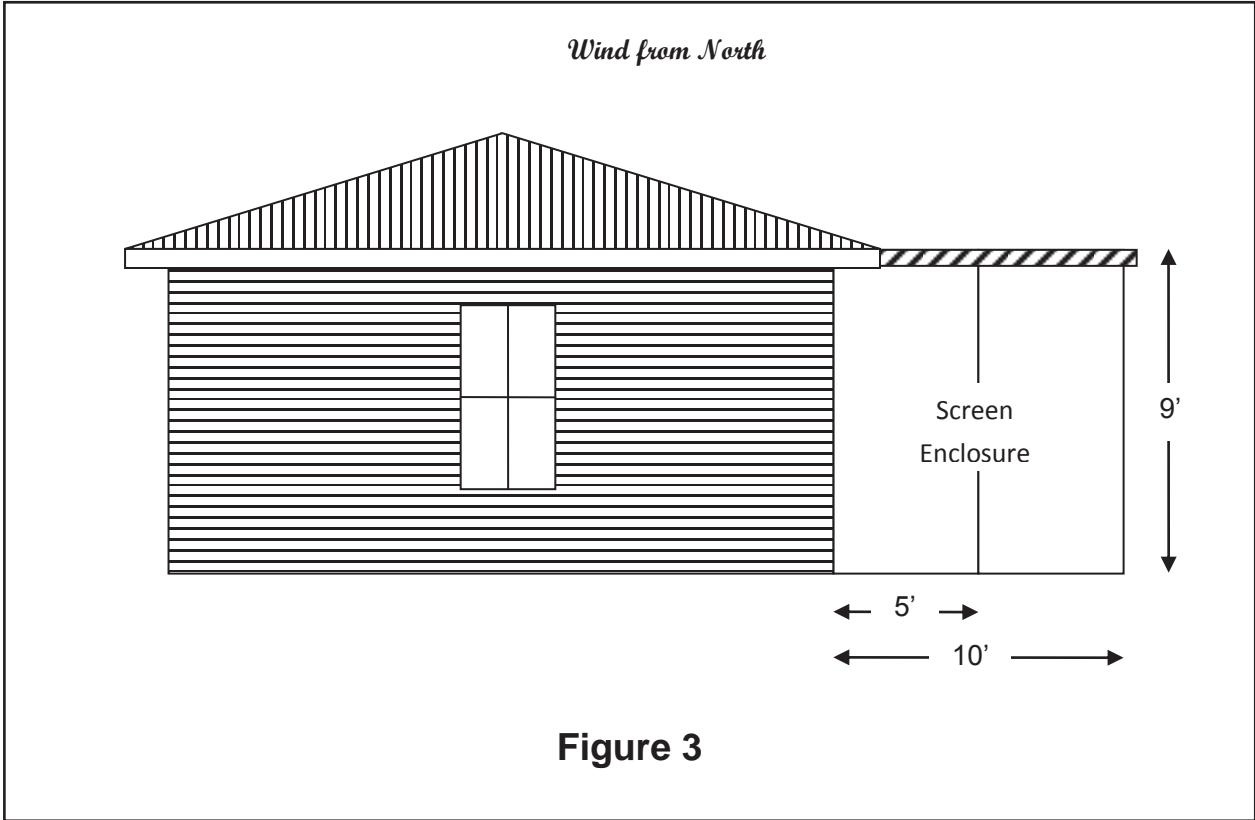 Wind from North
Screen
Enclosure
9’
5’
10’
Figure 3